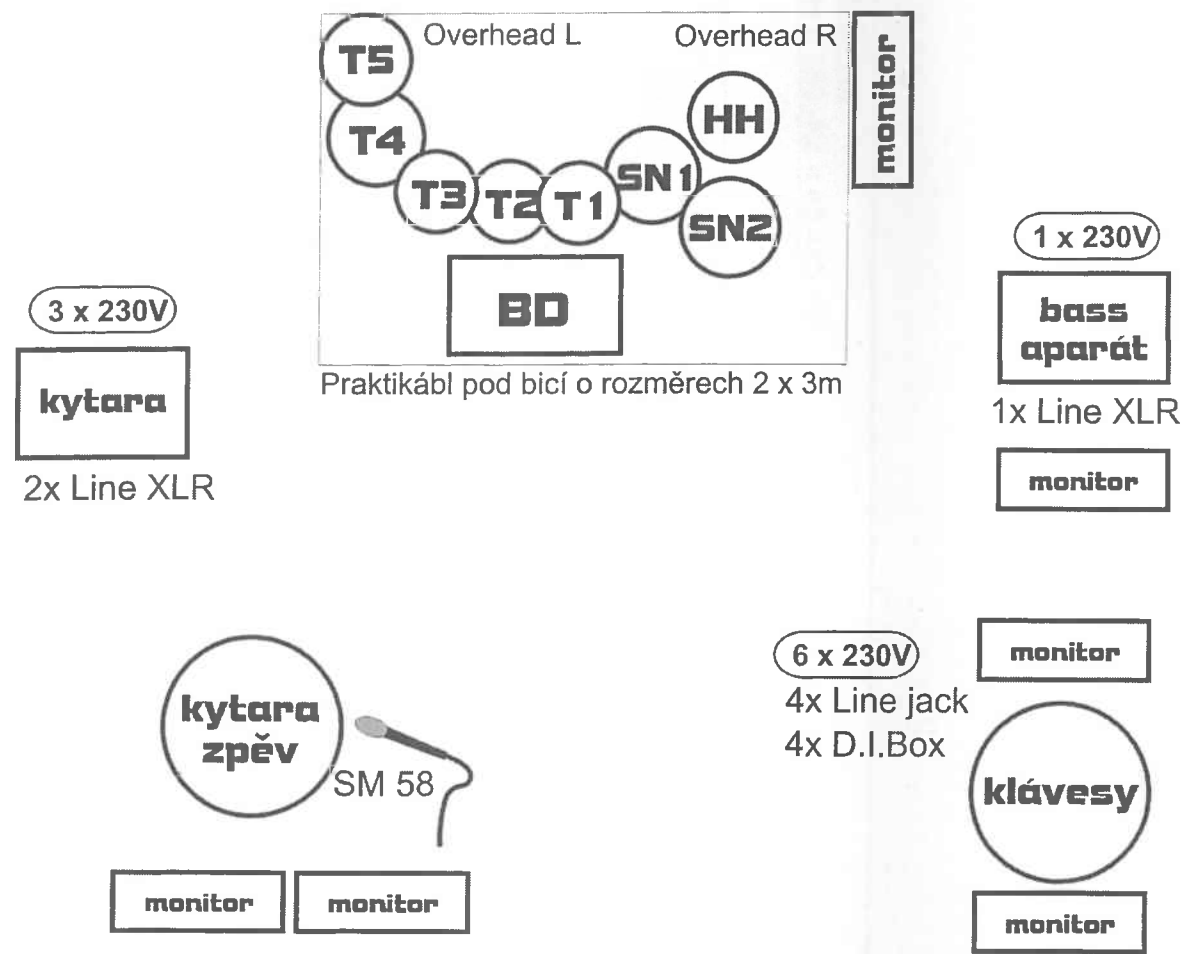 Overhead L
Overhead R
monitor
T5
T4
T3
T2
T1
SN1
HH
SN2
BD
Praktikábl pod bicí o rozměrech 2 x 3m
3 x 230V
kytara
2x Line XLR
1 x 230V
bass
aparát
1x Line XLR
monitor
kytara
zpěv
SM 58
monitor
monitor
6 x 230V
4x Line jack
4x D.I.Box
monitor
klávesy
monitor